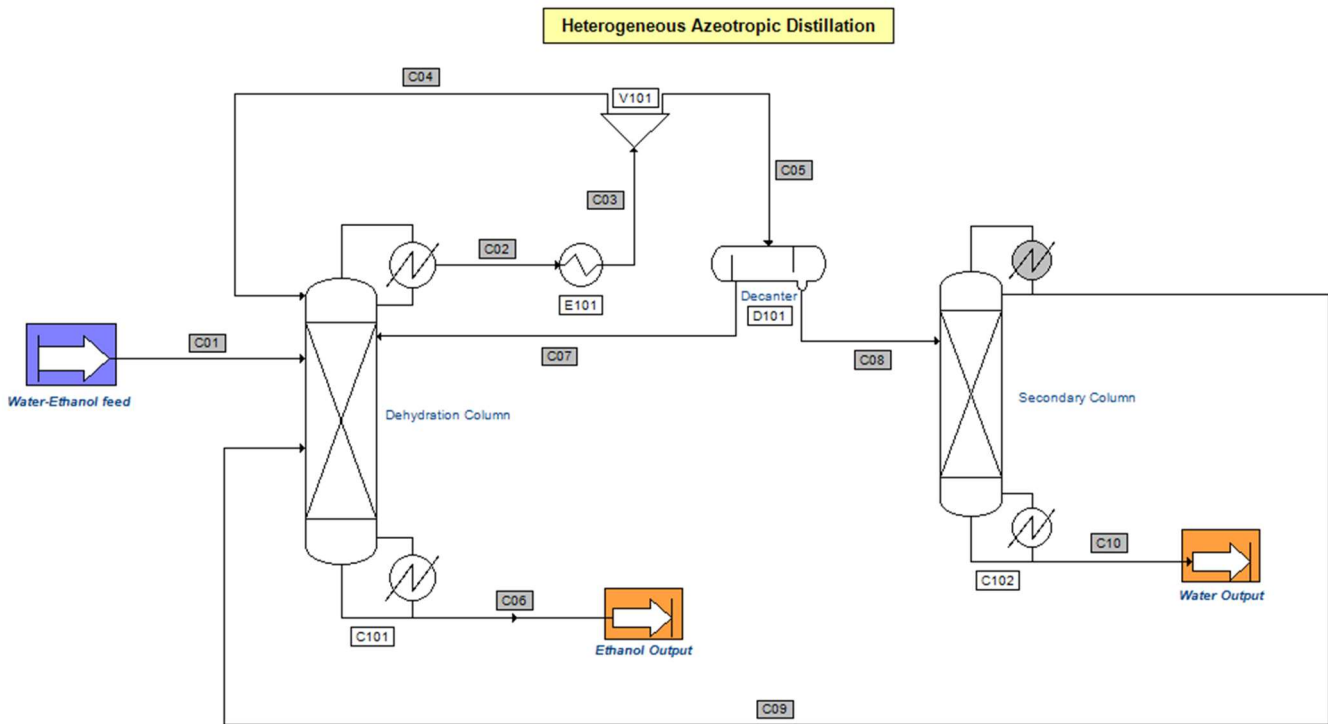 Heterogeneous Azeotropic Distillation
C04
V101
C05
C03
C02
E101
Decanter
D101
C01
C07
C08
Water-Ethanol feed
Dehydration Column
Secondary Column
C06
C101
Ethanol Output
C10
C102
Water Output
C09